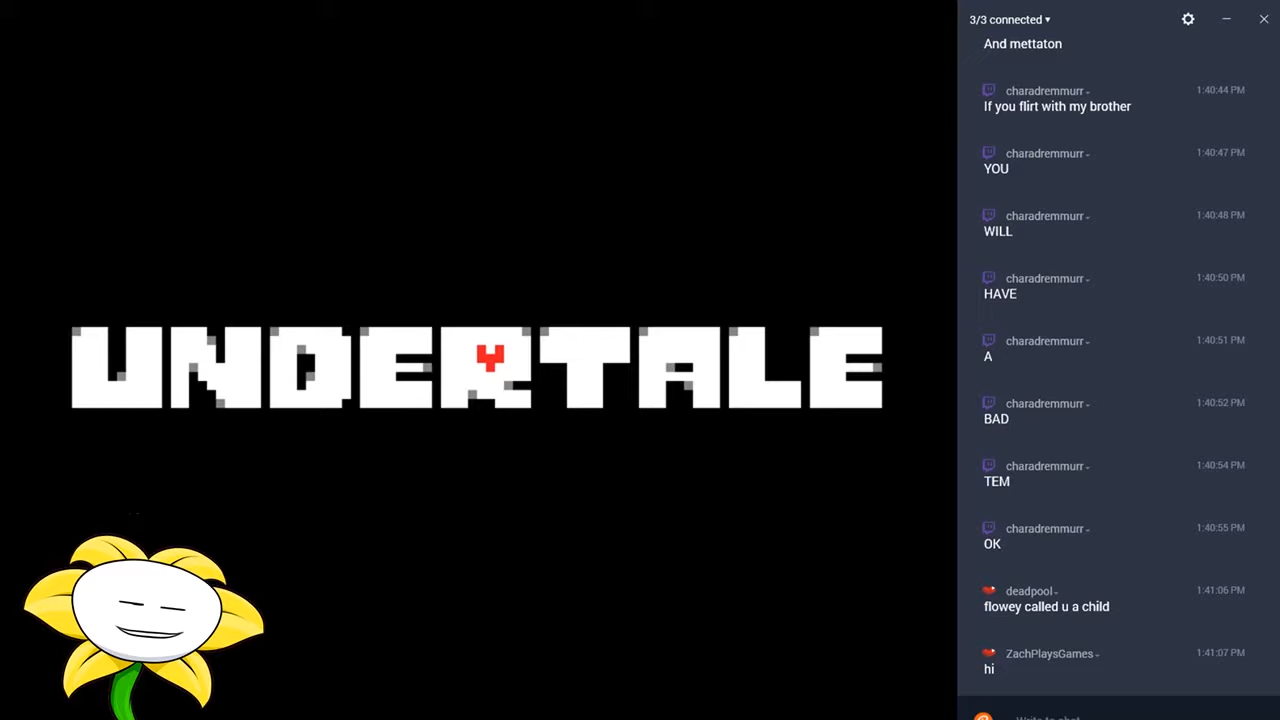 UNDERTALE
3/3 connected
And mettaton
charadremmurr 1:40:44 PM
If you flirt with my brother
charadremmurr 1:40:47 PM
YOU
charadremmurr 1:40:48 PM
WILL
charadremmurr 1:40:50 PM
HAVE
charadremmurr 1:40:51 PM
A
charadremmurr 1:40:52 PM
BAD
charadremmurr 1:40:54 PM
TEM
charadremmurr 1:40:55 PM
OK
deadpool 1:41:06 PM
flowey called u a child
ZachPlaysGames 1:41:07 PM
hi
Write to chat